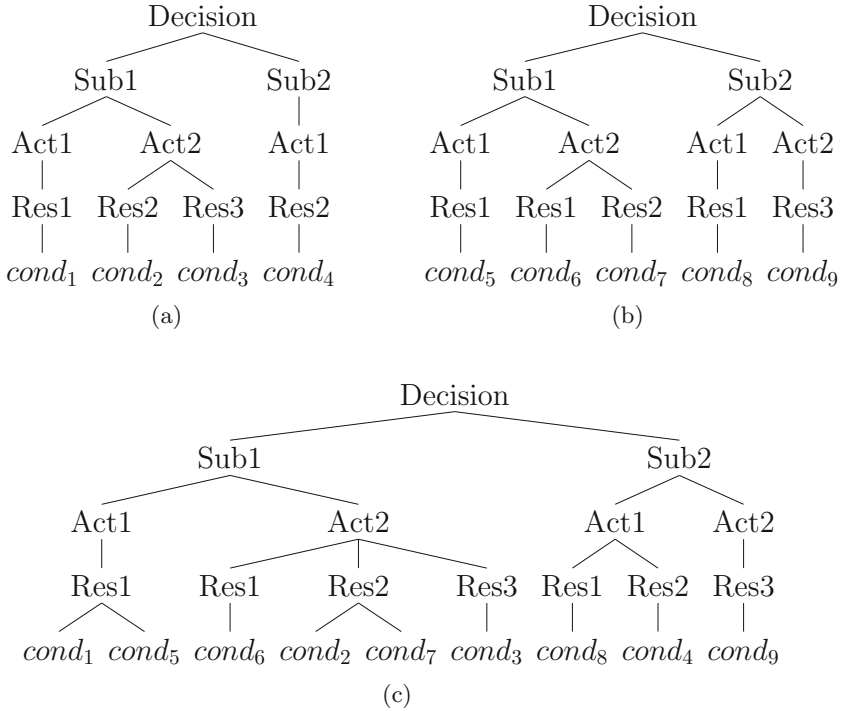 Decision Decision
Sub1 Sub2 Sub1 Sub2
Act1 Act2 Act1 Act1 Act2 Act1 Act2
Res1 Res2 Res3 Res2 Res1 Res1 Res2 Res1 Res3
cond₁ cond₂ cond₃ cond₄ cond₅ cond₆ cond₇ cond₈ cond₉
(a) (b)
Decision
Sub1 Sub2
Act1 Act2 Act1 Act2
Res1 Res1 Res2 Res3 Res1 Res2 Res3
cond₁ cond₅ cond₆ cond₂ cond₇ cond₃ cond₈ cond₄ cond₉
(c)